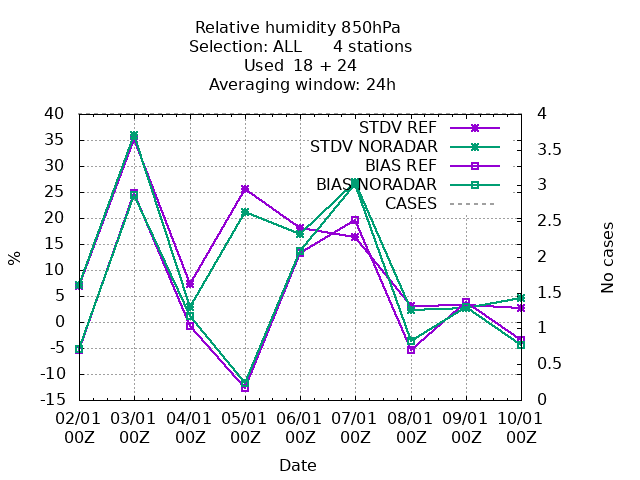 Relative humidity 850hPa
Selection: ALL 4 stations
Used 18 + 24
Averaging window: 24h
STDV REF
STDV NORADAR
BIAS REF
BIAS NORADAR
CASES
%
40
35
30
25
20
15
10
5
0
-5
-10
-15
4
3.5
3
2.5
2
1.5
1
0.5
0
No cases
02/01 03/01 04/01 05/01 06/01 07/01 08/01 09/01 10/01
00Z 00Z 00Z 00Z 00Z 00Z 00Z 00Z 00Z
Date